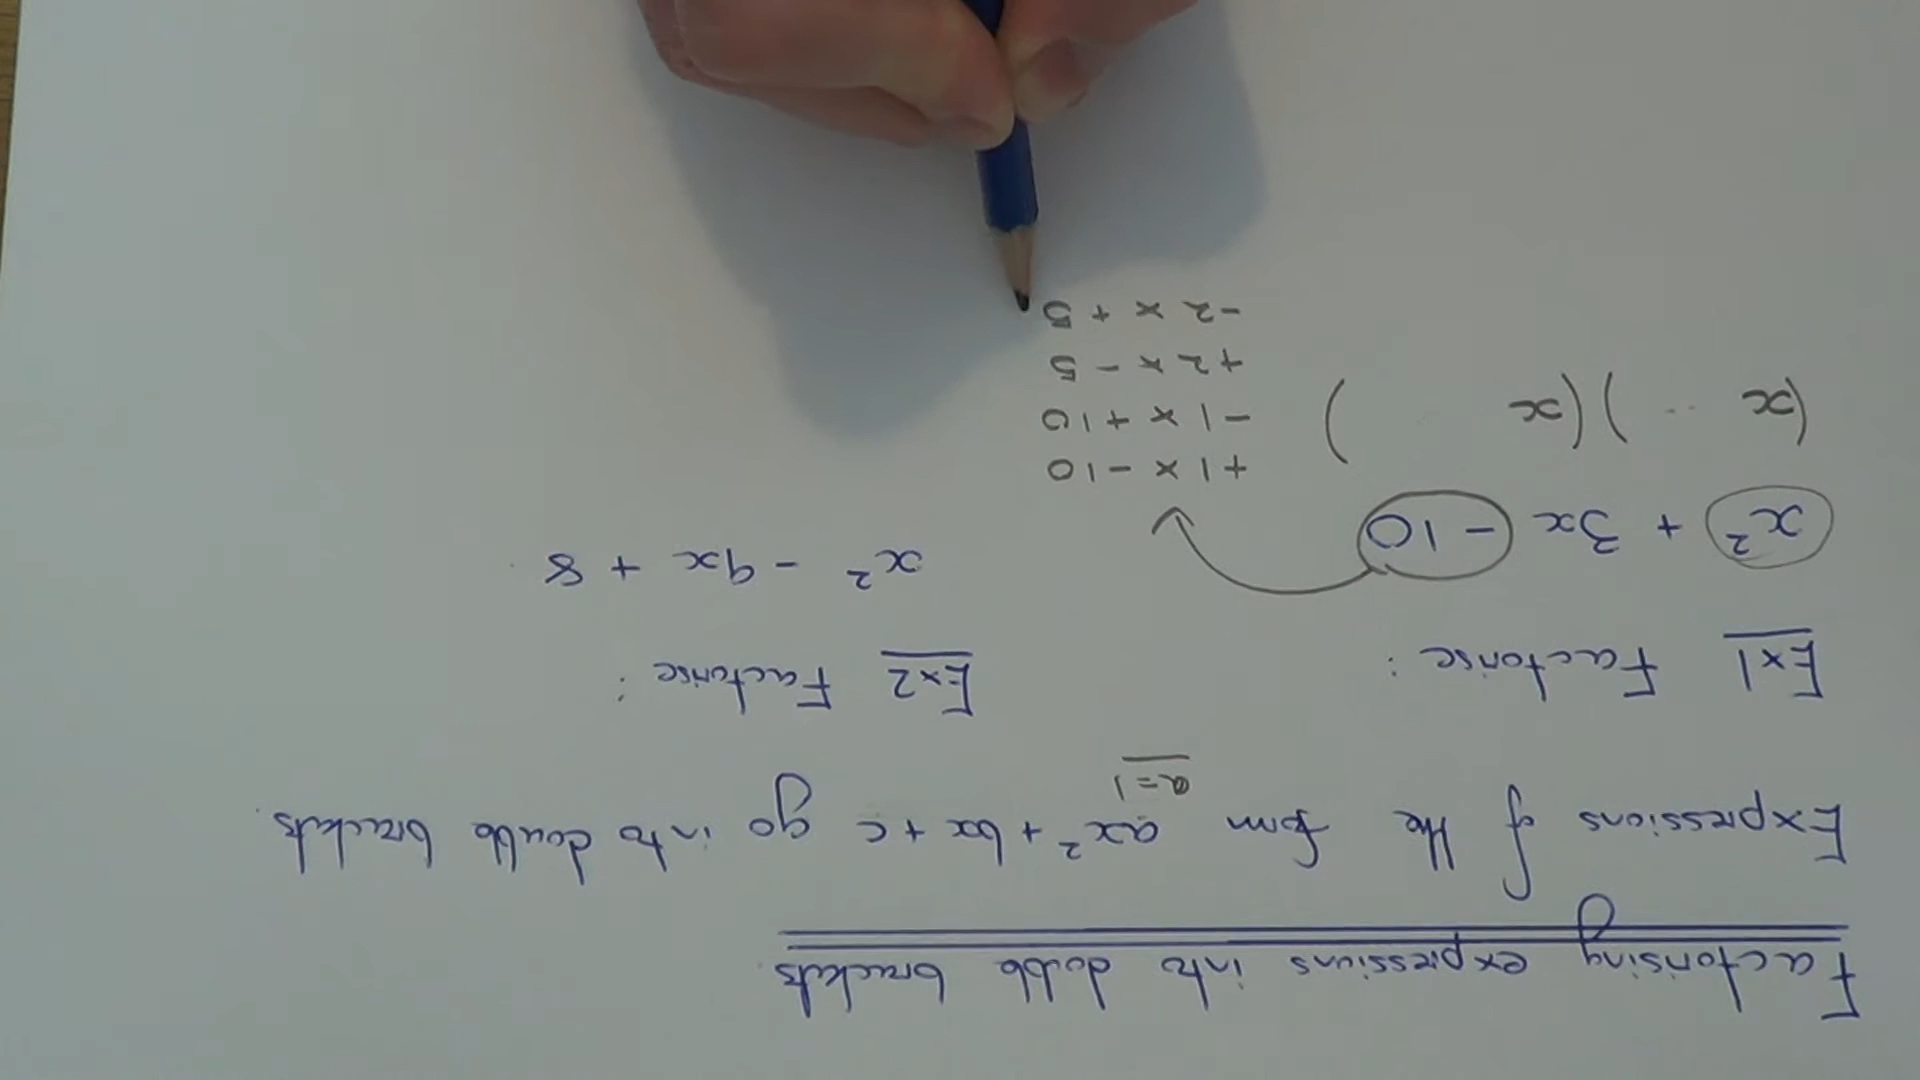 Factorising expressions into double brackets.
Expressions of the form ax² + bx + c go into double brackets.
a=1
Ex1 Factorise :
x² + 3x - 10
(x )(x )
+1 x -10
-1 x +10
+2 x -5
-2 x +5
Ex2 Factorise :
x² - 9x + 8